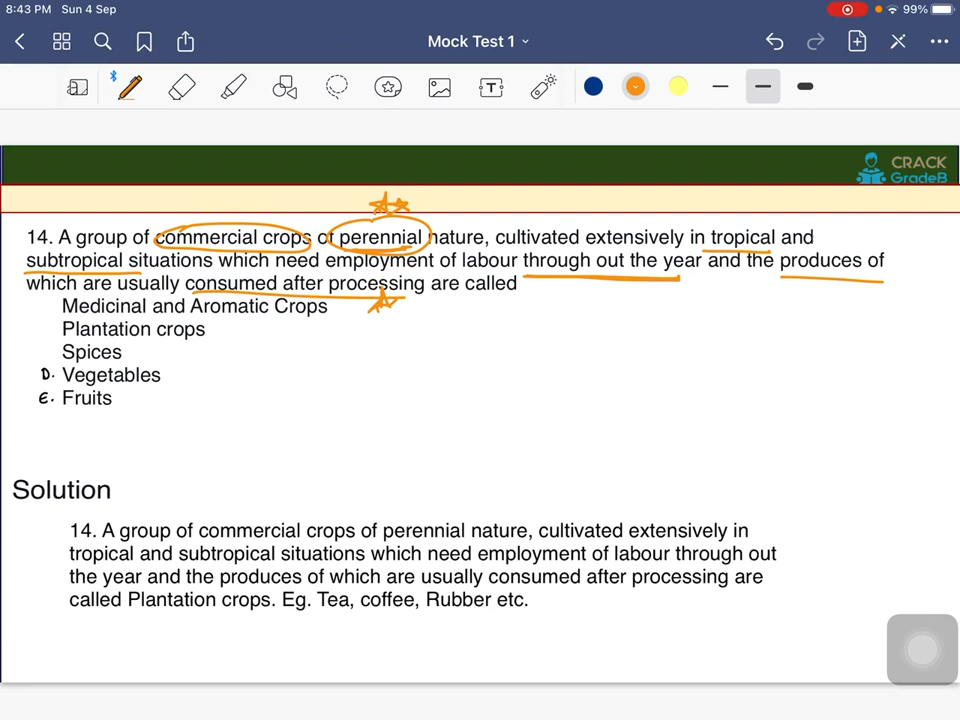 8:43 PM Sun 4 Sep
99%
Mock Test 1
T
CRACK
GradeB
14. A group of commercial crops of perennial nature, cultivated extensively in tropical and
subtropical situations which need employment of labour through out the year and the produces of
which are usually consumed after processing are called
Medicinal and Aromatic Crops
Plantation crops
Spices
D. Vegetables
E. Fruits
Solution
14. A group of commercial crops of perennial nature, cultivated extensively in
tropical and subtropical situations which need employment of labour through out
the year and the produces of which are usually consumed after processing are
called Plantation crops. Eg. Tea, coffee, Rubber etc.